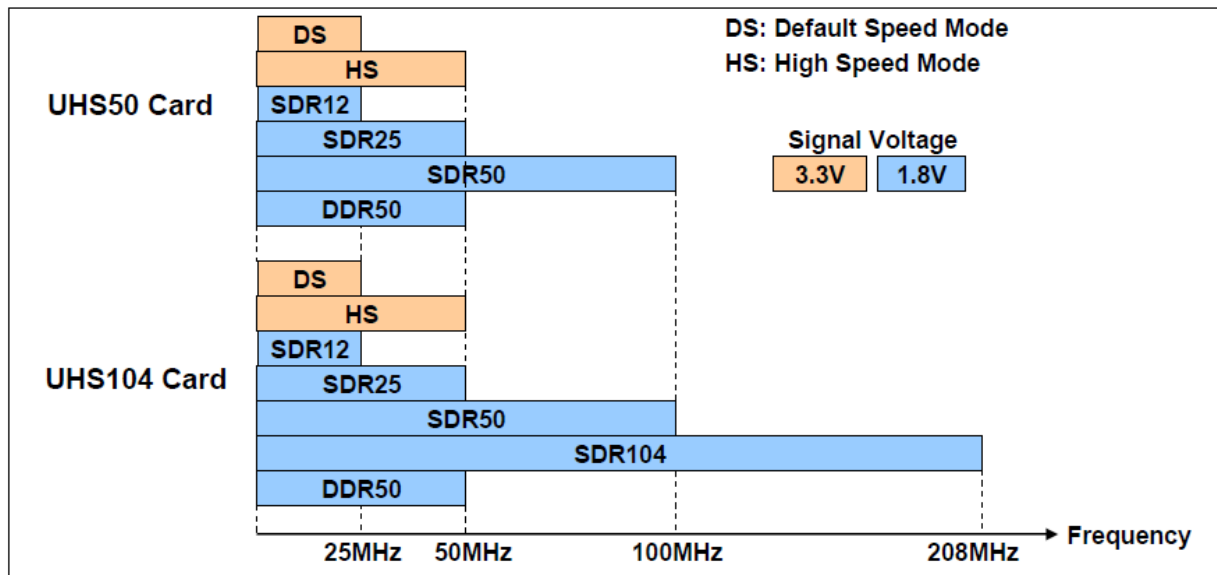 DS
DS: Default Speed Mode
HS
HS: High Speed Mode
UHS50 Card
SDR12
SDR25
Signal Voltage
SDR50
3.3V 1.8V
DDR50
DS
HS
SDR12
UHS104 Card
SDR25
SDR50
SDR104
DDR50
Frequency
25MHz 50MHz 100MHz 208MHz